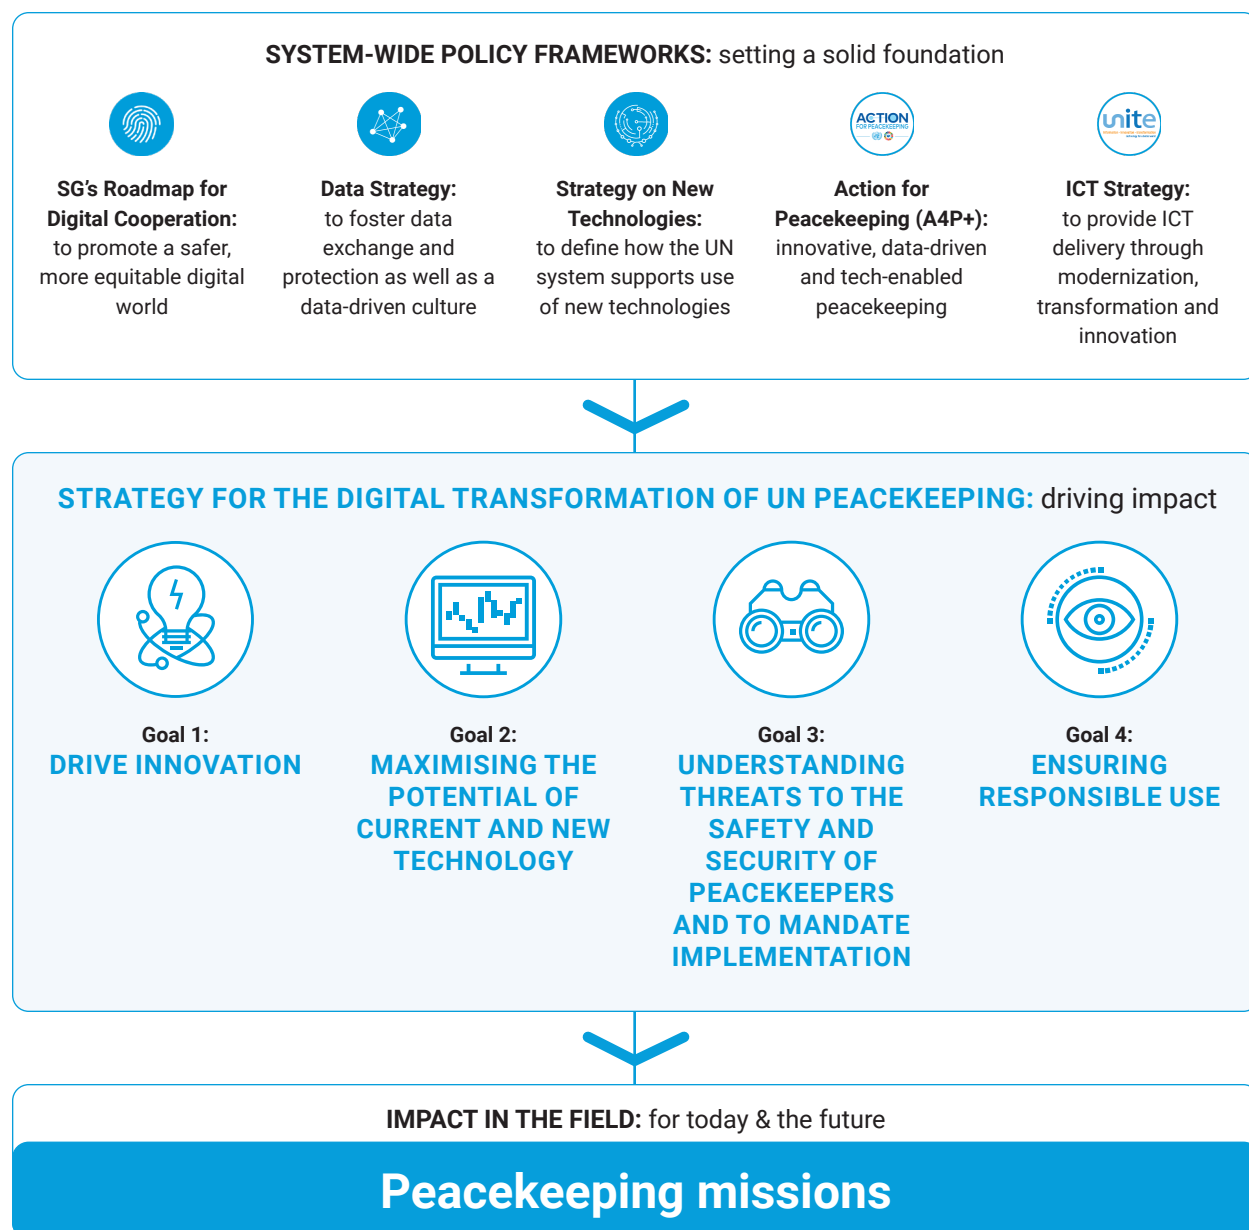 SYSTEM-WIDE POLICY FRAMEWORKS: setting a solid foundation
ACTION
FOR PEACEKEEPING
unite
SG’s Roadmap for
Digital Cooperation:
to promote a safer,
more equitable digital
world
Data Strategy:
to foster data
exchange and
protection as well as a
data-driven culture
Strategy on New
Technologies:
to define how the UN
system supports use
of new technologies
Action for
Peacekeeping (A4P+):
innovative, data-driven
and tech-enabled
peacekeeping
ICT Strategy:
to provide ICT
delivery through
modernization,
transformation and
innovation
STRATEGY FOR THE DIGITAL TRANSFORMATION OF UN PEACEKEEPING: driving impact
Goal 1:
DRIVE INNOVATION
Goal 2:
MAXIMISING THE
POTENTIAL OF
CURRENT AND NEW
TECHNOLOGY
Goal 3:
UNDERSTANDING
THREATS TO THE
SAFETY AND
SECURITY OF
PEACEKEEPERS
AND TO MANDATE
IMPLEMENTATION
Goal 4:
ENSURING
RESPONSIBLE USE
IMPACT IN THE FIELD: for today & the future
Peacekeeping missions